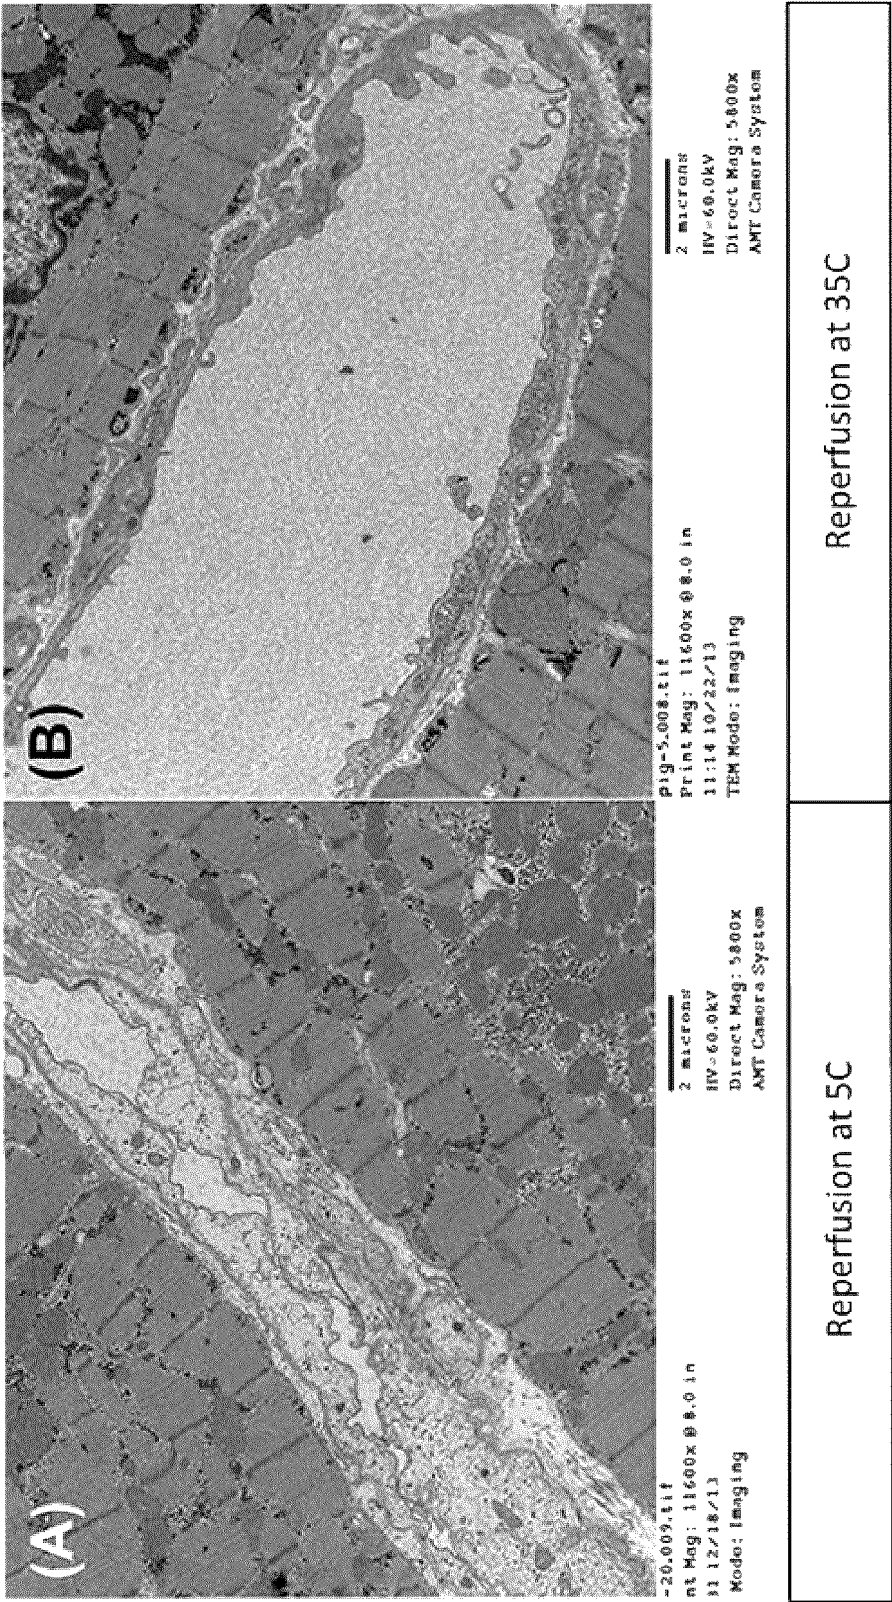 (A)
-20.009.tif
nt Mag: 11600x @ 8.0 in
31 12/18/13
Mode: Imaging
2 microns
HV=60.0kV
Direct Mag: 5800x
AMT Camera System
Reperfusion at 5C
(B)
pig-5.008.tif
Print Mag: 11600x @ 8.0 in
11:14 10/22/13
TEM Mode: Imaging
2 microns
HV=60.0kV
Direct Mag: 5800x
AMT Camera System
Reperfusion at 35C